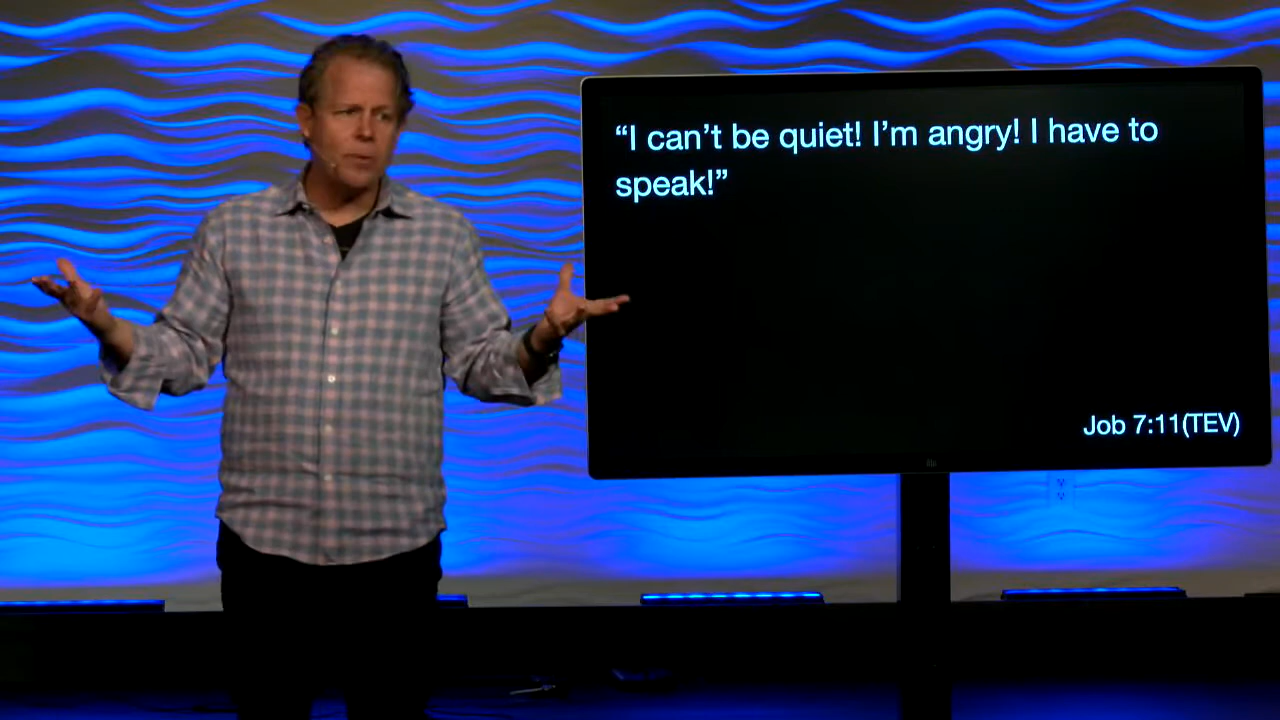 “I can’t be quiet! I’m angry! I have to
speak!”
Job 7:11(TEV)